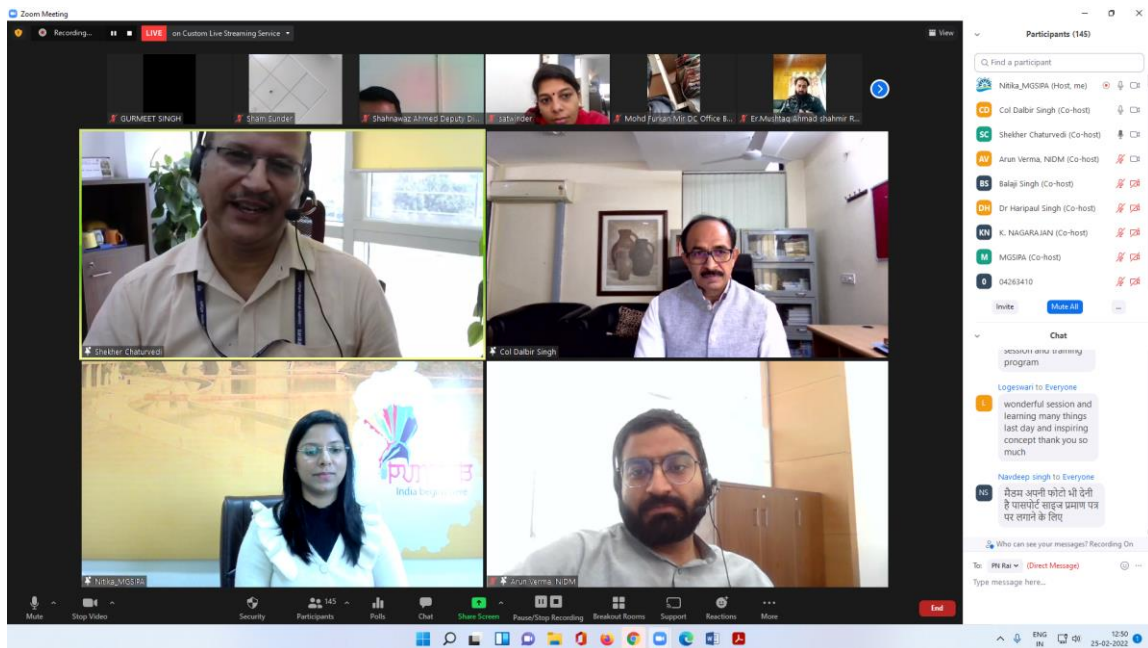 Zoom Meeting
Recording...
LIVE on Custom Live Streaming Service
View
GURMEET SINGH
Sham Sunder
Shahnawaz Ahmed Deputy Di...
satwinder
Mohd Furkan Mir DC Office B...
Er.Mushtaq Ahmad shahmir R...
Shekher Chaturvedi
Col Dalbir Singh
India begins here
Nitika_MGSIPA
Arun Verma, NIDM
Participants (145)
Find a participant
Nitika_MGSIPA (Host, me)
CD Col Dalbir Singh (Co-host)
SC Shekher Chaturvedi (Co-host)
AV Arun Verma, NIDM (Co-host)
BS Balaji Singh (Co-host)
DH Dr Haripaul Singh (Co-host)
KN K. NAGARAJAN (Co-host)
M MGSIPA (Co-host)
0 04263410
Invite Mute All ...
Chat
session and training
program
Logeswari to Everyone
L
wonderful session and
learning many things
last day and inspiring
concept thank you so
much
Navdeep singh to Everyone
NS
मैडम अपनी फोटो भी देनी
है पासपोर्ट साइज प्रमाण पत्र
पर लगाने के लिए
Who can see your messages? Recording On
To: PN Rai (Direct Message)
Type message here...
Mute
Stop Video
Security
Participants 145
Polls
Chat
Share Screen
Pause/Stop Recording
Breakout Rooms
Support
Reactions
More
End
ENG
IN
12:50
25-02-2022